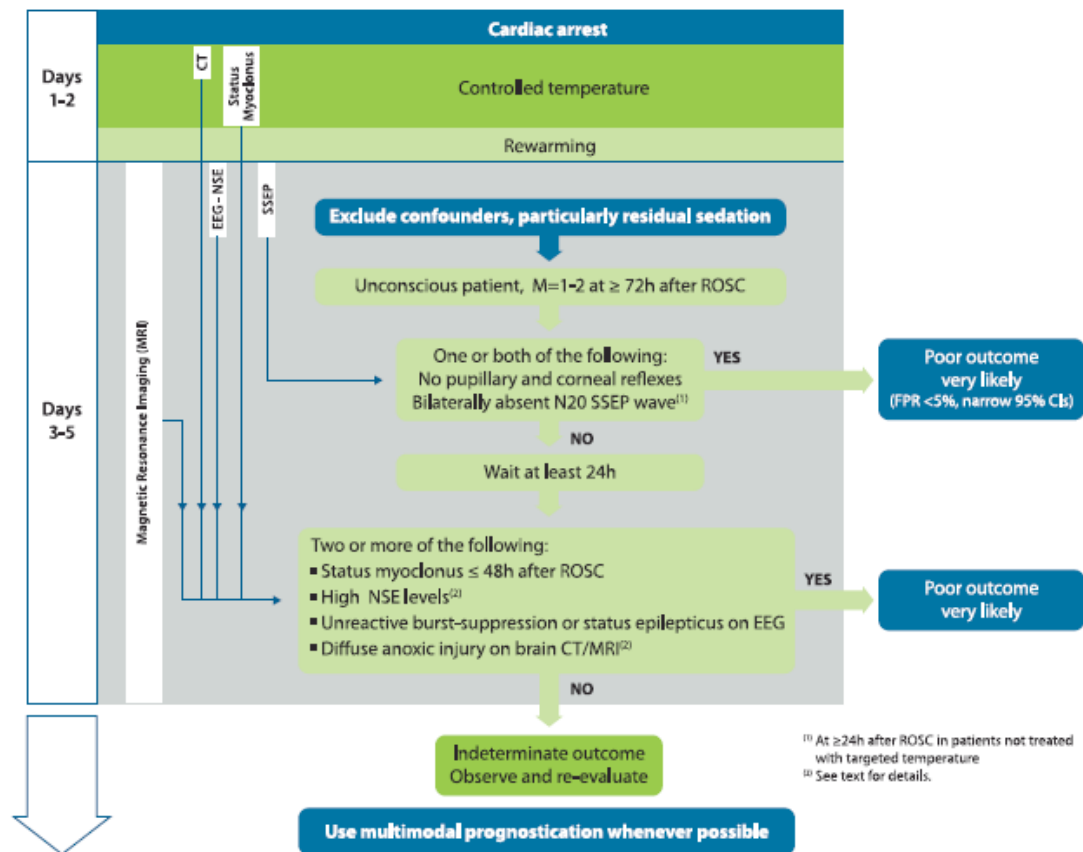 Cardiac arrest
Days
1–2
CT
Status
Myoclonus
Controlled temperature
Rewarming
Days
3–5
Magnetic Resonance Imaging (MRI)
EEG - NSE
SSEP
Exclude confounders, particularly residual sedation
Unconscious patient, M=1–2 at ≥ 72h after ROSC
One or both of the following:
No pupillary and corneal reflexes
Bilaterally absent N20 SSEP wave(1)
YES
Poor outcome
very likely
(FPR <5%, narrow 95% CIs)
NO
Wait at least 24h
Two or more of the following:
▪ Status myoclonus ≤ 48h after ROSC
▪ High NSE levels(2)
▪ Unreactive burst-suppression or status epilepticus on EEG
▪ Diffuse anoxic injury on brain CT/MRI(2)
YES
Poor outcome
very likely
NO
Indeterminate outcome
Observe and re-evaluate
(1) At ≥24h after ROSC in patients not treated
with targeted temperature
(2) See text for details.
Use multimodal prognostication whenever possible